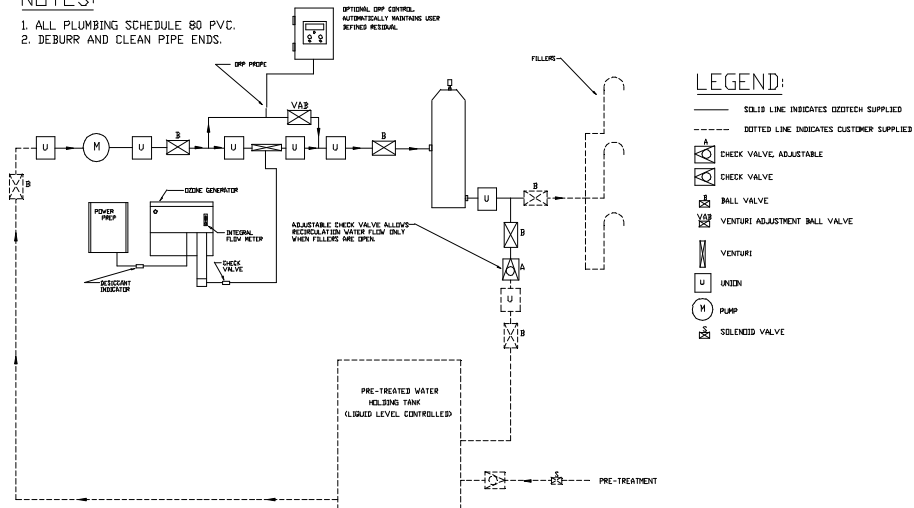 NOTES:
1. ALL PLUMBING SCHEDULE 80 PVC.
2. DEBURR AND CLEAN PIPE ENDS.
OPTIONAL ORP CONTROL
AUTOMATICALLY MAINTAINS USER
DEFINED RESIDUAL
ORP PROPE
VAB
FILLERS
U
M
U
B
U
U
U
B
B
U
B
POWER
PREP
OZONE GENERATOR
INTEGRAL
FLOW METER
CHECK
VALVE
DESICCANT
INDICATOR
ADJUSTABLE CHECK VALVE ALLOWS
RECIRCULATION WATER FLOW ONLY
WHEN FILLERS ARE OPEN.
B
A
U
B
PRE-TREATED WATER
HOLDING TANK
(LIQUID LEVEL CONTROLLED)
S
PRE-TREATMENT
LEGEND:
SOLID LINE INDICATES OZOTECH SUPPLIED
DOTTED LINE INDICATES CUSTOMER SUPPLIED
A
CHECK VALVE, ADJUSTABLE
CHECK VALVE
B
BALL VALVE
VAB
VENTURI ADJUSTMENT BALL VALVE
VENTURI
U
UNION
M
PUMP
S
SOLENOID VALVE